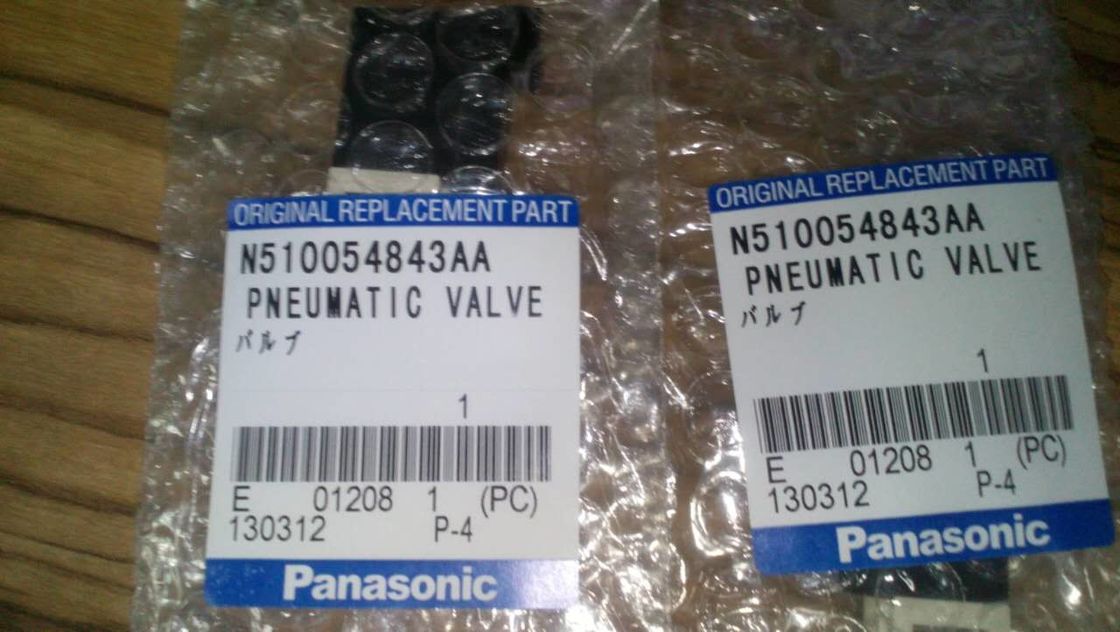 ORIGINAL REPLACEMENT PART
N510054843AA
PNEUMATIC VALVE
バルブ
1
E 01208 1 (PC)
130312 P-4
Panasonic
ORIGINAL REPLACEMENT PART
N510054843AA
PNEUMATIC VALVE
バルブ
1
E 01208 1 (PC)
130312 P-4
Panasonic